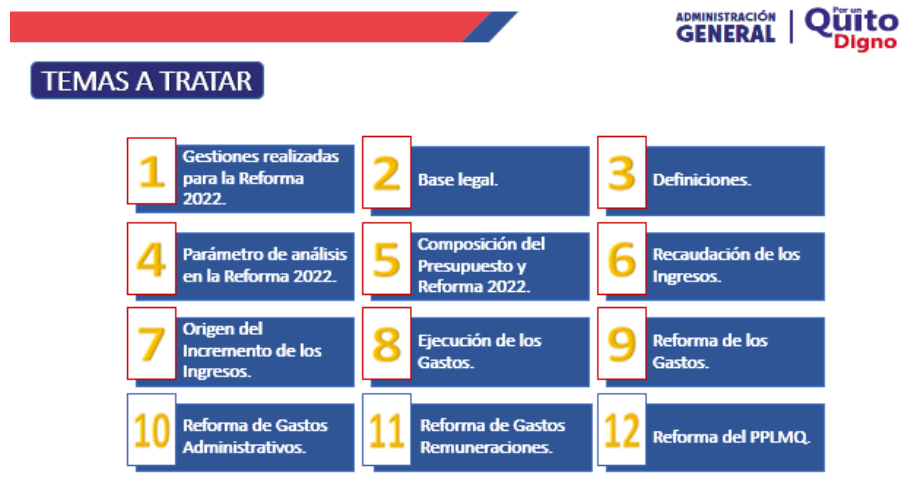 ADMINISTRACIÓN
GENERAL
Por un
Quito
Digno
TEMAS A TRATAR
1
Gestiones realizadas
para la Reforma
2022.
2
Base legal.
3
Definiciones.
4
Parámetro de análisis
en la Reforma 2022.
5
Composición del
Presupuesto y
Reforma 2022.
6
Recaudación de los
Ingresos.
7
Origen del
Incremento de los
Ingresos.
8
Ejecución de los
Gastos.
9
Reforma de los
Gastos.
10
Reforma de Gastos
Administrativos.
11
Reforma de Gastos
Remuneraciones.
12
Reforma del PPLMQ.